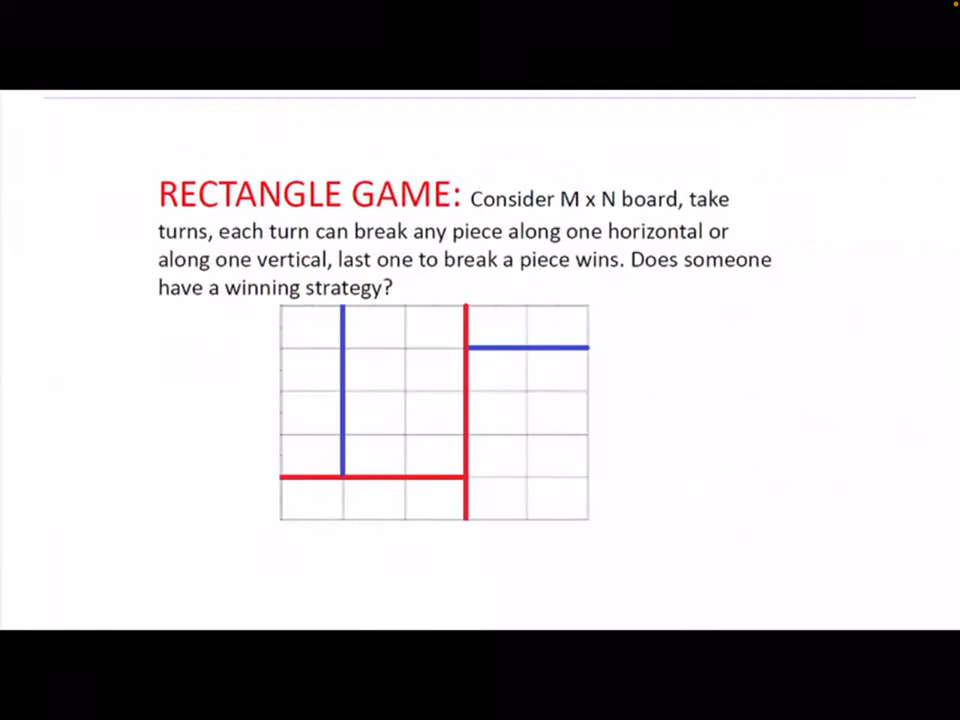 RECTANGLE GAME: Consider M x N board, take
turns, each turn can break any piece along one horizontal or
along one vertical, last one to break a piece wins. Does someone
have a winning strategy?